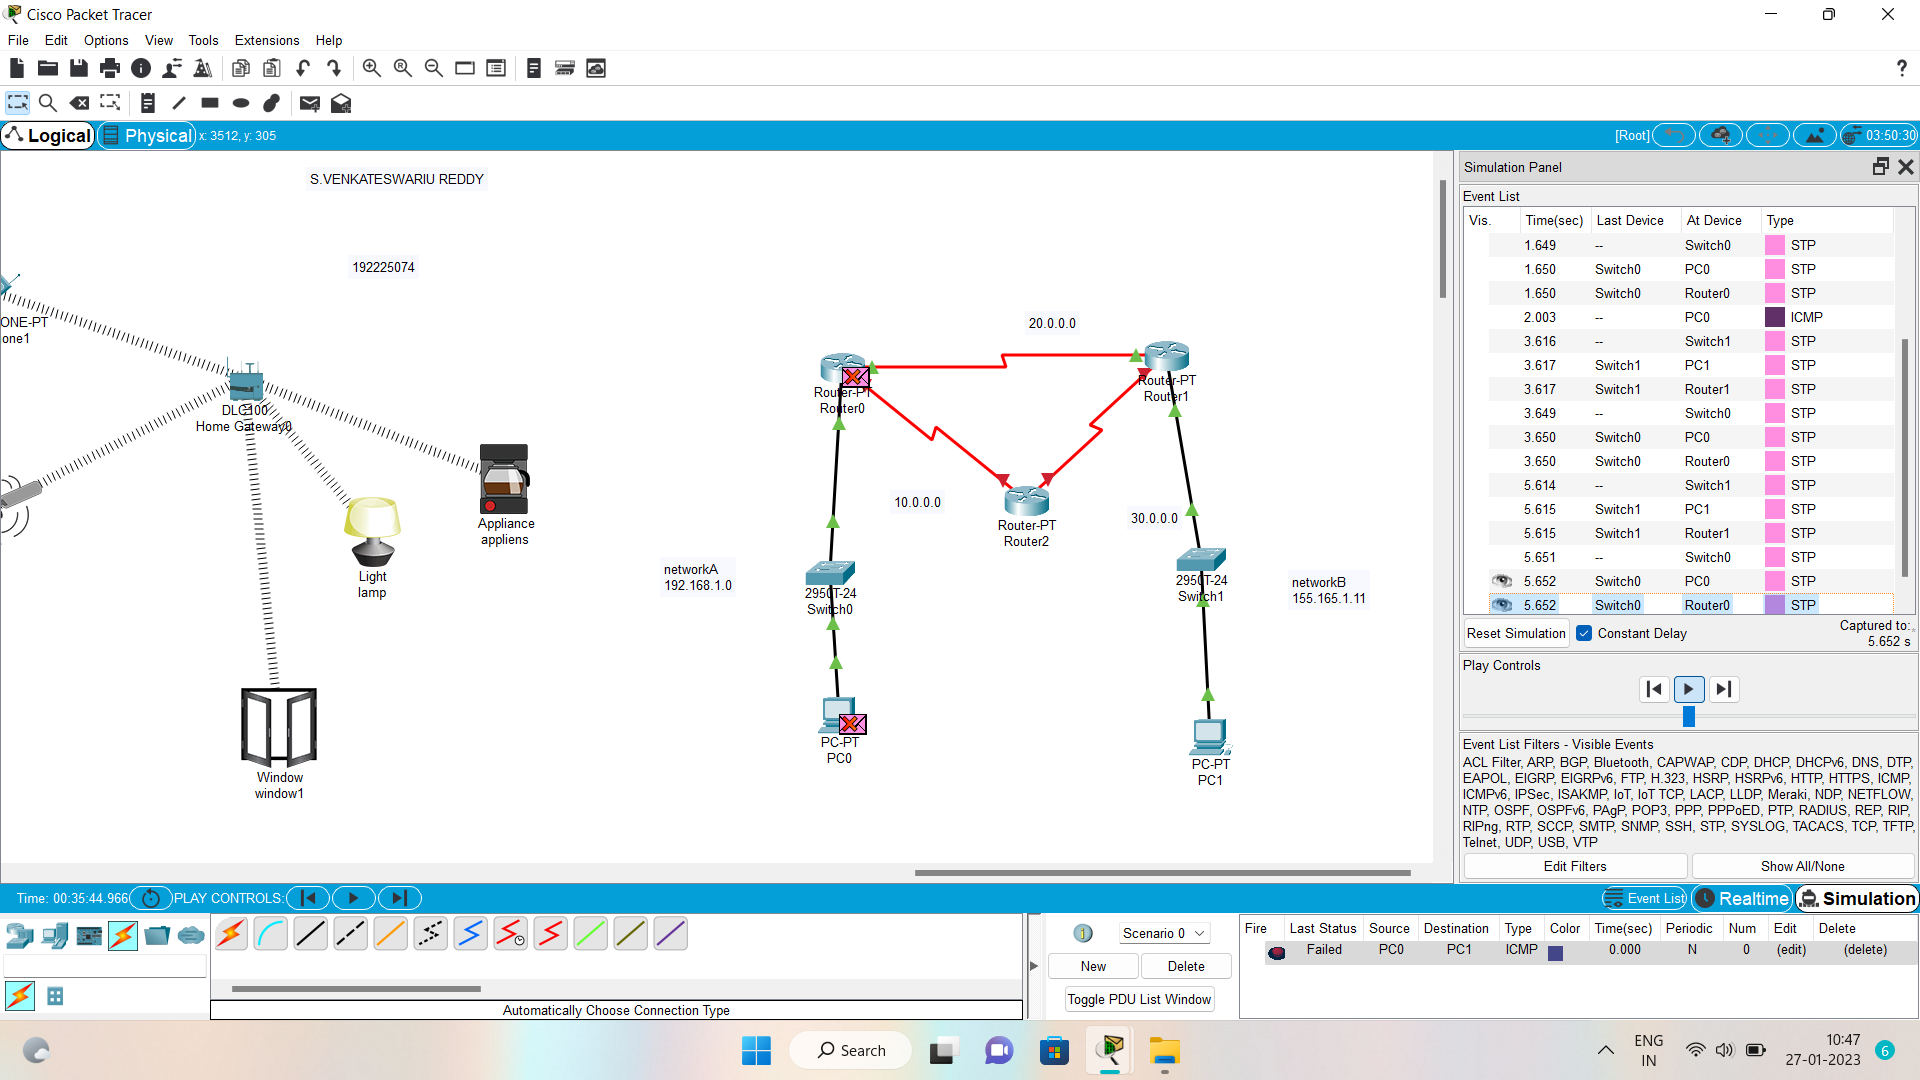 Cisco Packet Tracer
File Edit Options View Tools Extensions Help
Logical Physical x: 3512, y: 305 [Root] 03:50:30
S.VENKATESWARIU REDDY
192225074
ONE-PT
one1
DLC100
Home Gateway0
Appliance
appliens
Light
lamp
Window
window1
20.0.0.0
Router-PT
Router0
Router-PT
Router1
10.0.0.0
Router-PT
Router2
30.0.0.0
networkA
192.168.1.0
2950T-24
Switch0
2950T-24
Switch1
networkB
155.165.1.11
PC-PT
PC0
PC-PT
PC1
Simulation Panel
Event List
Vis. Time(sec) Last Device At Device Type
1.649 -- Switch0 STP
1.650 Switch0 PC0 STP
1.650 Switch0 Router0 STP
2.003 -- PC0 ICMP
3.616 -- Switch1 STP
3.617 Switch1 PC1 STP
3.617 Switch1 Router1 STP
3.649 -- Switch0 STP
3.650 Switch0 PC0 STP
3.650 Switch0 Router0 STP
5.614 -- Switch1 STP
5.615 Switch1 PC1 STP
5.615 Switch1 Router1 STP
5.651 -- Switch0 STP
5.652 Switch0 PC0 STP
5.652 Switch0 Router0 STP
Reset Simulation Constant Delay Captured to:
5.652 s
Play Controls
Event List Filters - Visible Events
ACL Filter, ARP, BGP, Bluetooth, CAPWAP, CDP, DHCP, DHCPv6, DNS, DTP,
EAPOL, EIGRP, EIGRPv6, FTP, H.323, HSRP, HSRPv6, HTTP, HTTPS, ICMP,
ICMPv6, IPSec, ISAKMP, IoT, IoT TCP, LACP, LLDP, Meraki, NDP, NETFLOW,
NTP, OSPF, OSPFv6, PAgP, POP3, PPP, PPPoED, PTP, RADIUS, REP, RIP,
RIPng, RTP, SCCP, SMTP, SNMP, SSH, STP, SYSLOG, TACACS, TCP, TFTP,
Telnet, UDP, USB, VTP
Edit Filters Show All/None
Time: 00:35:44.966 PLAY CONTROLS: Event List Realtime Simulation
Automatically Choose Connection Type
Scenario 0
New Delete
Toggle PDU List Window
Fire Last Status Source Destination Type Color Time(sec) Periodic Num Edit Delete
Failed PC0 PC1 ICMP 0.000 N 0 (edit) (delete)
Search
ENG
IN
10:47
27-01-2023
6